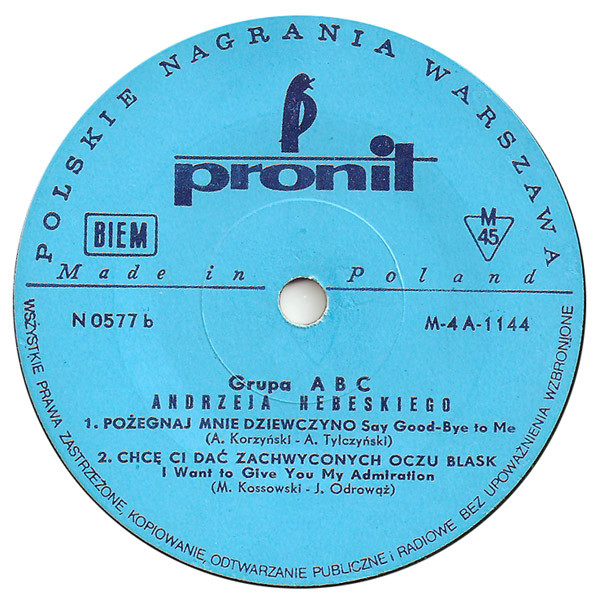 POLSKIE NAGRANIA WARSZAWA
pronit
BIEM
M
45
Made in Poland
N 0577 b
M-4 A-1144
Grupa ABC
ANDRZEJA NEBESKIEGO
1. POŻEGNAJ MNIE DZIEWCZYNO Say Good-Bye to Me
(A. Korzyński - A. Tylczyński)
2. CHCĘ CI DAĆ ZACHWYCONYCH OCZU BLASK
I Want to Give You My Admiration
(M. Kossowski - J. Odrowąż)
WSZYSTKIE PRAWA ZASTRZEŻONE, KOPIOWANIE, ODTWARZANIE PUBLICZNE i RADIOWE BEZ UPOWAŻNIENIA WZBRONIONE